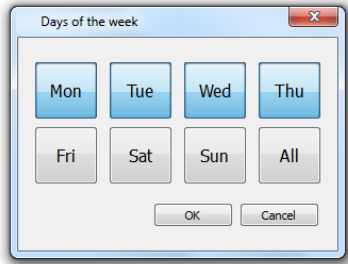 Days of the week
Mon Tue Wed Thu
Fri Sat Sun All
OK Cancel